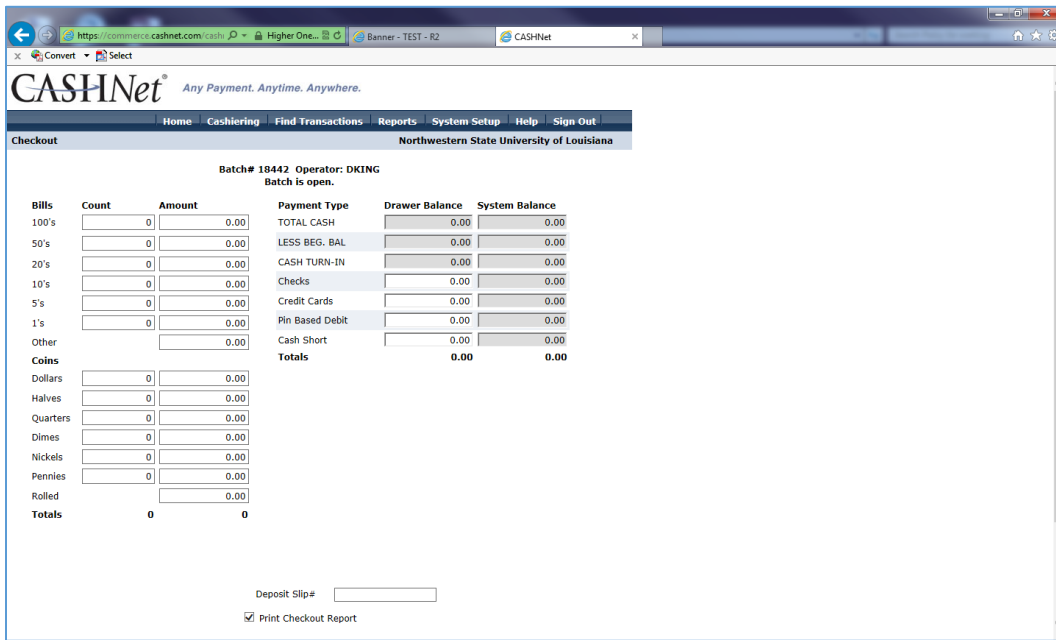 https://commerce.cashnet.com/cashi Higher One... Banner - TEST - R2 CASHNet
x Convert Select
CASHNet® Any Payment. Anytime. Anywhere.
Home Cashiering Find Transactions Reports System Setup Help Sign Out
Checkout Northwestern State University of Louisiana
Batch# 18442 Operator: DKING
Batch is open.
Bills Count Amount Payment Type Drawer Balance System Balance
100's 0 0.00 TOTAL CASH 0.00 0.00
50's 0 0.00 LESS BEG. BAL 0.00 0.00
20's 0 0.00 CASH TURN-IN 0.00 0.00
10's 0 0.00 Checks 0.00 0.00
5's 0 0.00 Credit Cards 0.00 0.00
1's 0 0.00 Pin Based Debit 0.00 0.00
Other 0.00 Cash Short 0.00 0.00
Coins Totals 0.00 0.00
Dollars 0 0.00
Halves 0 0.00
Quarters 0 0.00
Dimes 0 0.00
Nickels 0 0.00
Pennies 0 0.00
Rolled 0.00
Totals 0 0
Deposit Slip#
Print Checkout Report